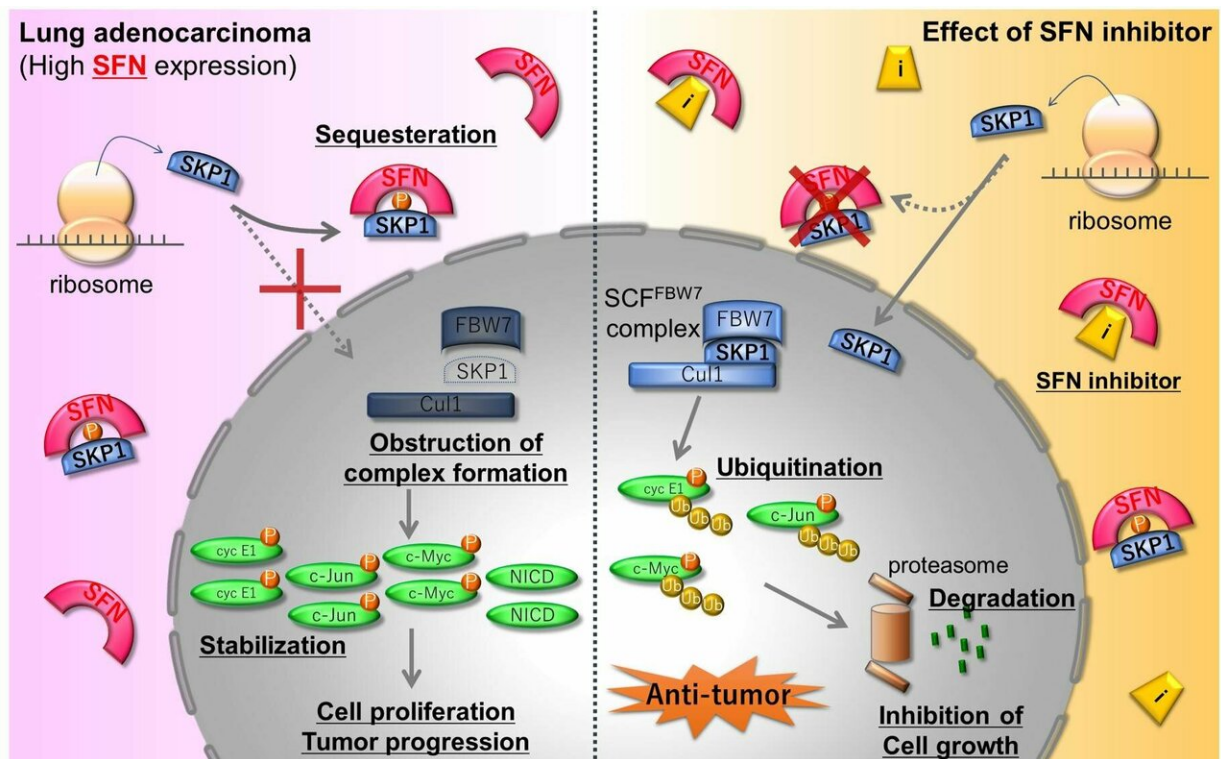 Lung adenocarcinoma
(High SFN expression)
SFN
Sequesteration
SKP1
SFN
P
SKP1
ribosome
FBW7
SKP1
Cul1
SFN
P
SKP1
Obstruction of
complex formation
cyc E1 P
cyc E1 P
c-Jun P
c-Jun P
c-Myc P
c-Myc P
NICD
NICD
SFN
Stabilization
Cell proliferation
Tumor progression
Effect of SFN inhibitor
SFN
i
i
SKP1
SFN
P
SKP1
ribosome
SCFFBW7
complex
FBW7
SKP1
Cul1
SKP1
SFN
i
SFN inhibitor
Ubiquitination
cyc E1 P
Ub Ub Ub
c-Jun P
Ub Ub Ub
c-Myc P
Ub Ub Ub
SFN
P
SKP1
proteasome
Degradation
Anti-tumor
i
Inhibition of
Cell growth